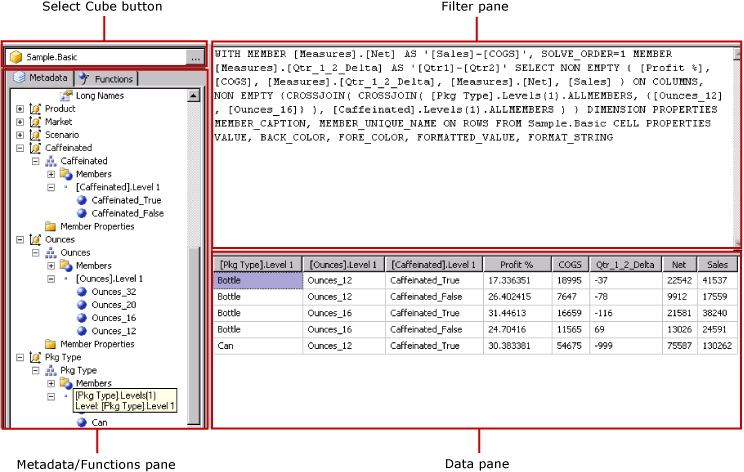 Select Cube button
Filter pane
Sample.Basic
...
Metadata
Functions
Long Names
Product
Market
Scenario
Caffeinated
Caffeinated
Members
[Caffeinated].Level 1
Caffeinated_True
Caffeinated_False
Member Properties
Ounces
Ounces
Members
[Ounces].Level 1
Ounces_32
Ounces_20
Ounces_16
Ounces_12
Member Properties
Pkg Type
Pkg Type
Members
[Pkg Type].Levels(1)
Level: [Pkg Type].Level 1
Can
WITH MEMBER [Measures].[Net] AS '[Sales]-[COGS]', SOLVE_ORDER=1 MEMBER
[Measures].[Qtr_1_2_Delta] AS '[Qtr1]-[Qtr2]' SELECT NON EMPTY ( [Profit %],
[COGS], [Measures].[Qtr_1_2_Delta], [Measures].[Net], [Sales] ) ON COLUMNS,
NON EMPTY (CROSSJOIN( CROSSJOIN( [Pkg Type].Levels(1).ALLMEMBERS, ([Ounces_12]
, [Ounces_16]) ), [Caffeinated].Levels(1).ALLMEMBERS ) ) DIMENSION PROPERTIES
MEMBER_CAPTION, MEMBER_UNIQUE_NAME ON ROWS FROM Sample.Basic CELL PROPERTIES
VALUE, BACK_COLOR, FORE_COLOR, FORMATTED_VALUE, FORMAT_STRING
[Pkg Type].Level 1 [Ounces].Level 1 [Caffeinated].Level 1 Profit % COGS Qtr_1_2_Delta Net Sales
Bottle Ounces_12 Caffeinated_True 17.336351 18995 -37 22542 41537
Bottle Ounces_12 Caffeinated_False 26.402415 7647 -78 9912 17559
Bottle Ounces_16 Caffeinated_True 31.44613 16659 -116 21581 38240
Bottle Ounces_16 Caffeinated_False 24.70416 11565 69 13026 24591
Can Ounces_12 Caffeinated_True 30.383381 54675 -999 75587 130262
Metadata/Functions pane
Data pane